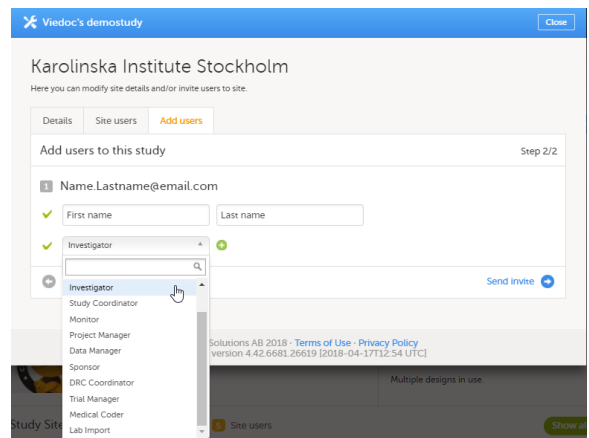 Viedoc's demostudy
Close
Karolinska Institute Stockholm
Here you can modify site details and/or invite users to site.
Details Site users Add users
Add users to this study Step 2/2
1 Name.Lastname@email.com
First name Last name
Investigator
Investigator
Study Coordinator
Monitor
Project Manager
Data Manager
Sponsor
DRC Coordinator
Trial Manager
Medical Coder
Lab Import
Send invite
Solutions AB 2018 · Terms of Use · Privacy Policy
version 4.42.6681.26619 [2018-04-17T12:54 UTC]
Multiple designs in use.
Study Site
5 Site users
Show al